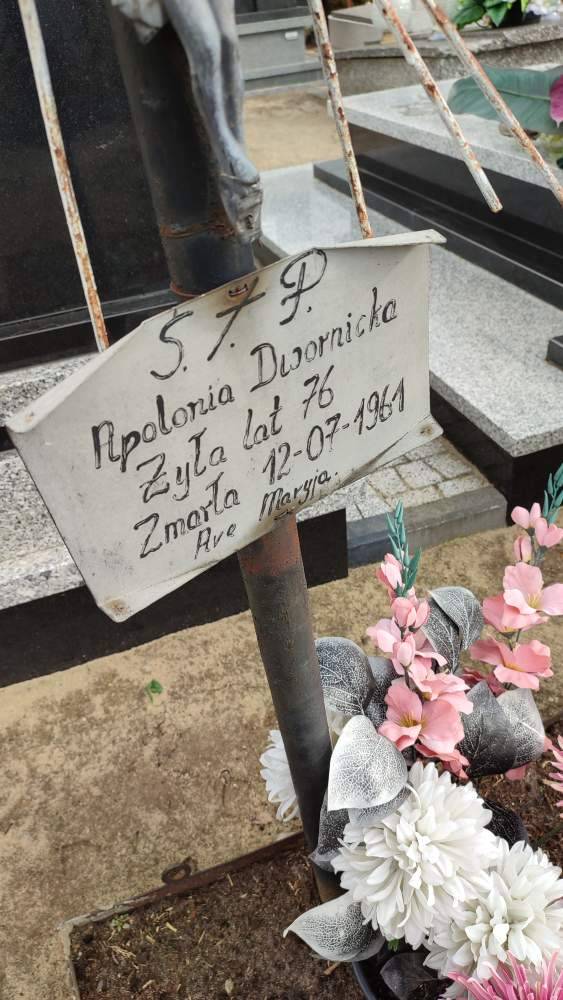 Ś. † P.
Apolonia Dwornicka
Żyła lat 76
Zmarła 12-07-1961
Ave Maryja.